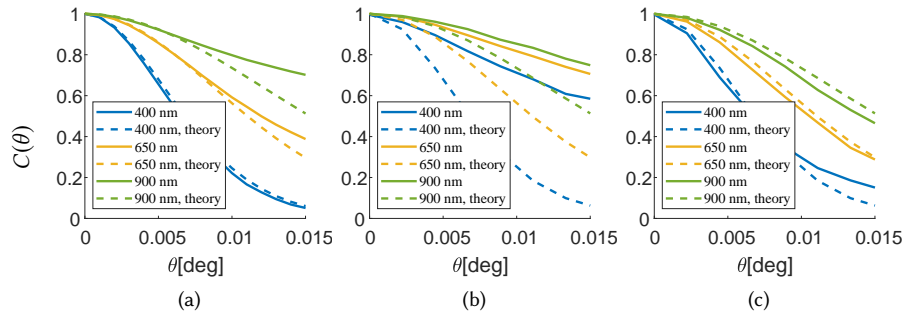 C(θ)
1
0.8
0.6
0.4
0.2
0
400 nm
400 nm, theory
650 nm
650 nm, theory
900 nm
900 nm, theory
0 0.005 0.01 0.015
θ[deg]
(a)
1
0.8
0.6
0.4
0.2
0
400 nm
400 nm, theory
650 nm
650 nm, theory
900 nm
900 nm, theory
0 0.005 0.01 0.015
θ[deg]
(b)
1
0.8
0.6
0.4
0.2
0
400 nm
400 nm, theory
650 nm
650 nm, theory
900 nm
900 nm, theory
0 0.005 0.01 0.015
θ[deg]
(c)